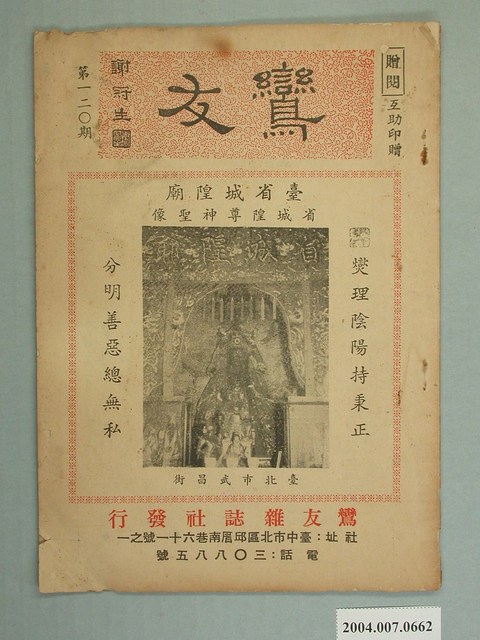 贈閱
互助印贈
鸞友
謝冠生
第一二〇期
臺省城隍廟
省城隍尊神聖像
燮理陰陽持秉正
省城隍廟
分明善惡總無私
臺北市武昌街
鸞友雜誌社發行
社址：臺中市北區邱厝南巷六十一號之一
電話：三〇八八五號
2004.007.0662